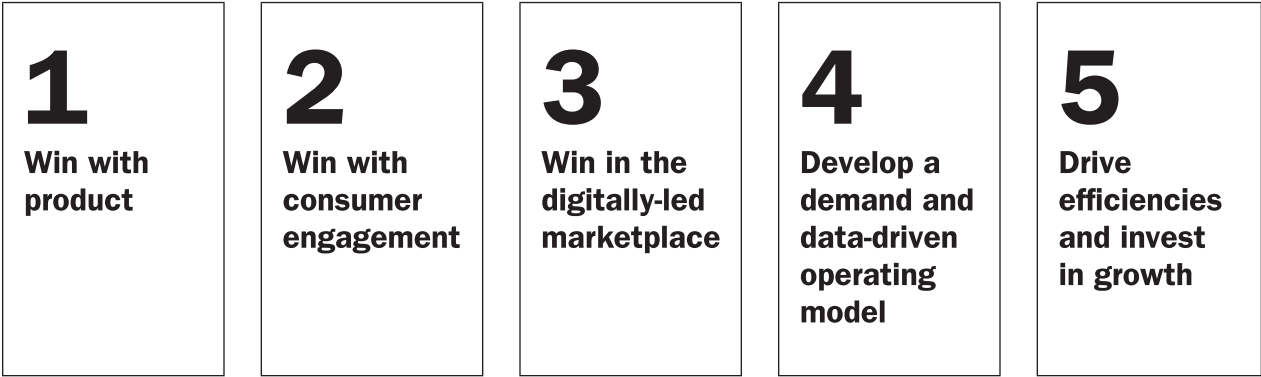 1
Win with
product
2
Win with
consumer
engagement
3
Win in the
digitally-led
marketplace
4
Develop a
demand and
data-driven
operating
model
5
Drive
efficiencies
and invest
in growth